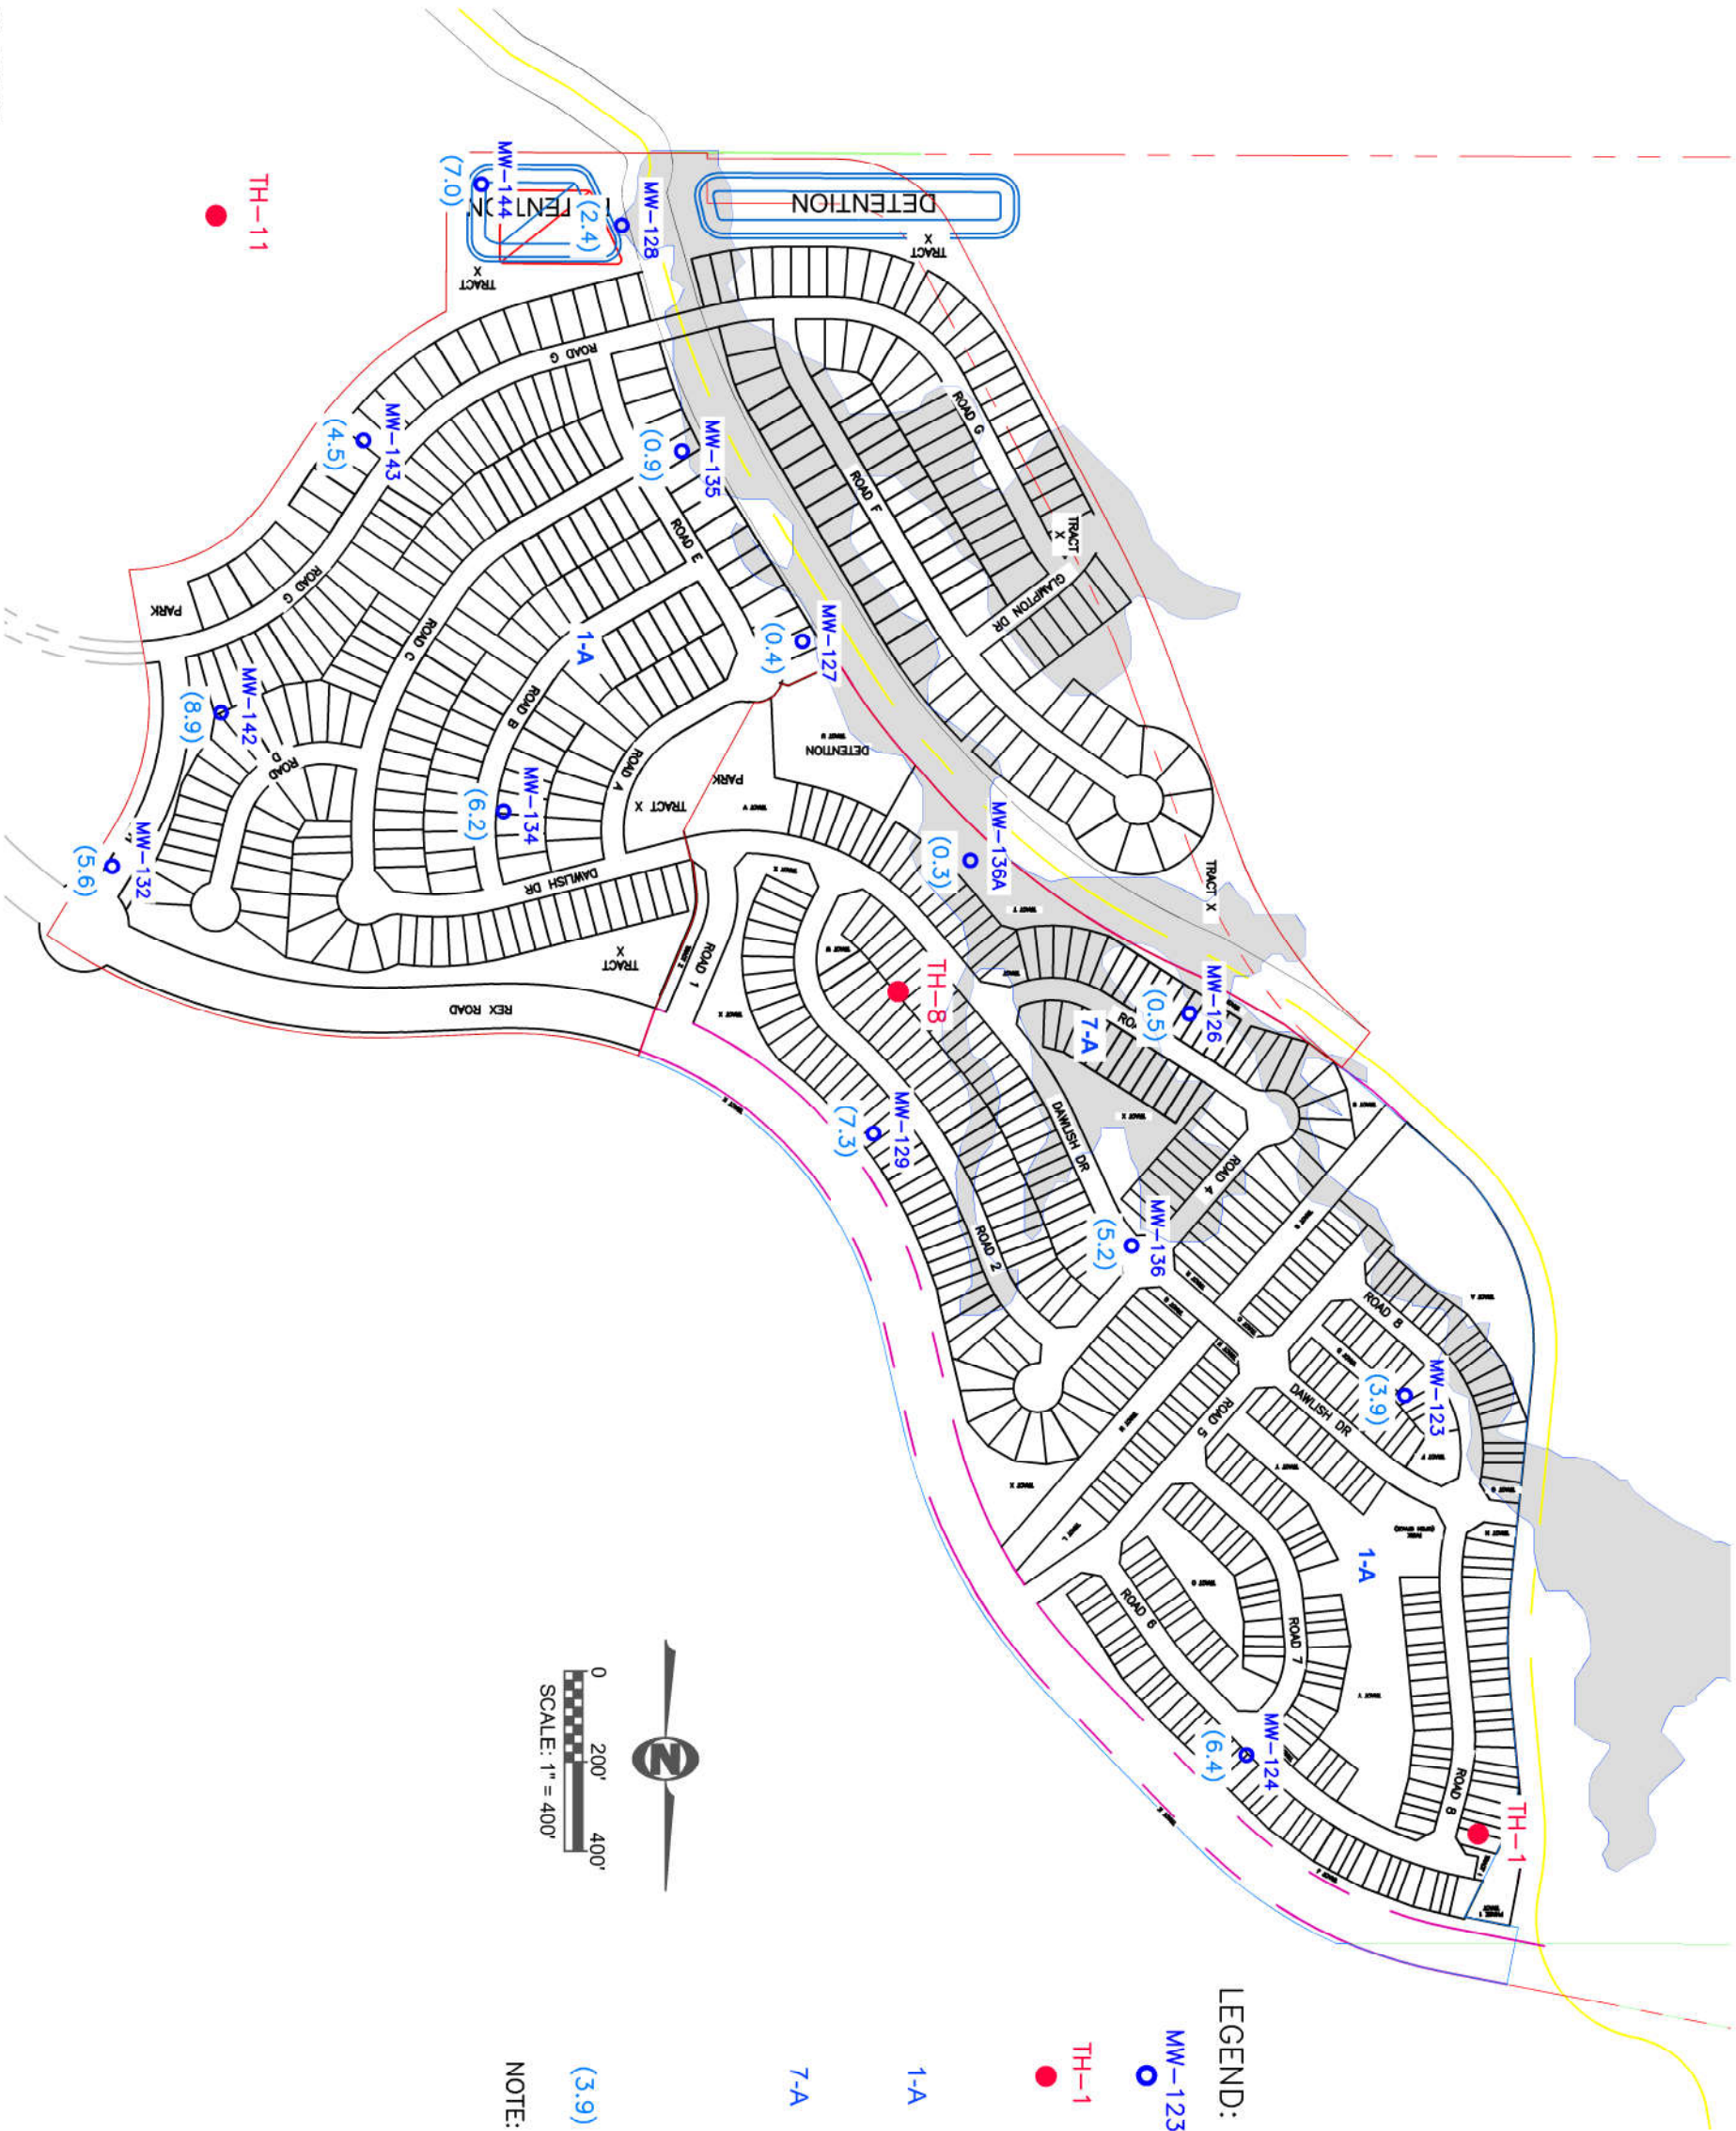 TH-11
MW-144
(7.0)
DETENTION
(2.4)
MW-128
DETENTION
TRACT
X
TRACT
X
ROAD G
MW-143
(4.5)
MW-135
(0.9)
ROAD G
ROAD F
ROAD E
TRACT
X
GLAMPTON DR
PARK
ROAD G
ROAD C
1-A
MW-127
(0.4)
MW-142
(8.9)
ROAD
D
ROAD B
MW-134
(6.2)
ROAD A
TRACT X
PARK
DETENTION
TRACT U
TRACT V
MW-136A
(0.3)
TRACT
X
MW-132
(5.6)
DAWLISH DR
TRACT
X
REX ROAD
ROAD 1
TH-8
MW-126
(0.5)
7-A
DAWLISH DR
MW-129
(7.3)
ROAD 2
MW-136
(5.2)
ROAD 4
ROAD 8
MW-123
(3.9)
DAWLISH DR
ROAD 5
1-A
ROAD 6
ROAD 7
MW-124
(6.4)
ROAD 8
TH-1
0
200'
400'
SCALE: 1" = 400'
N
LEGEND:
MW-123
TH-1
1-A
7-A
(3.9)
NOTE: